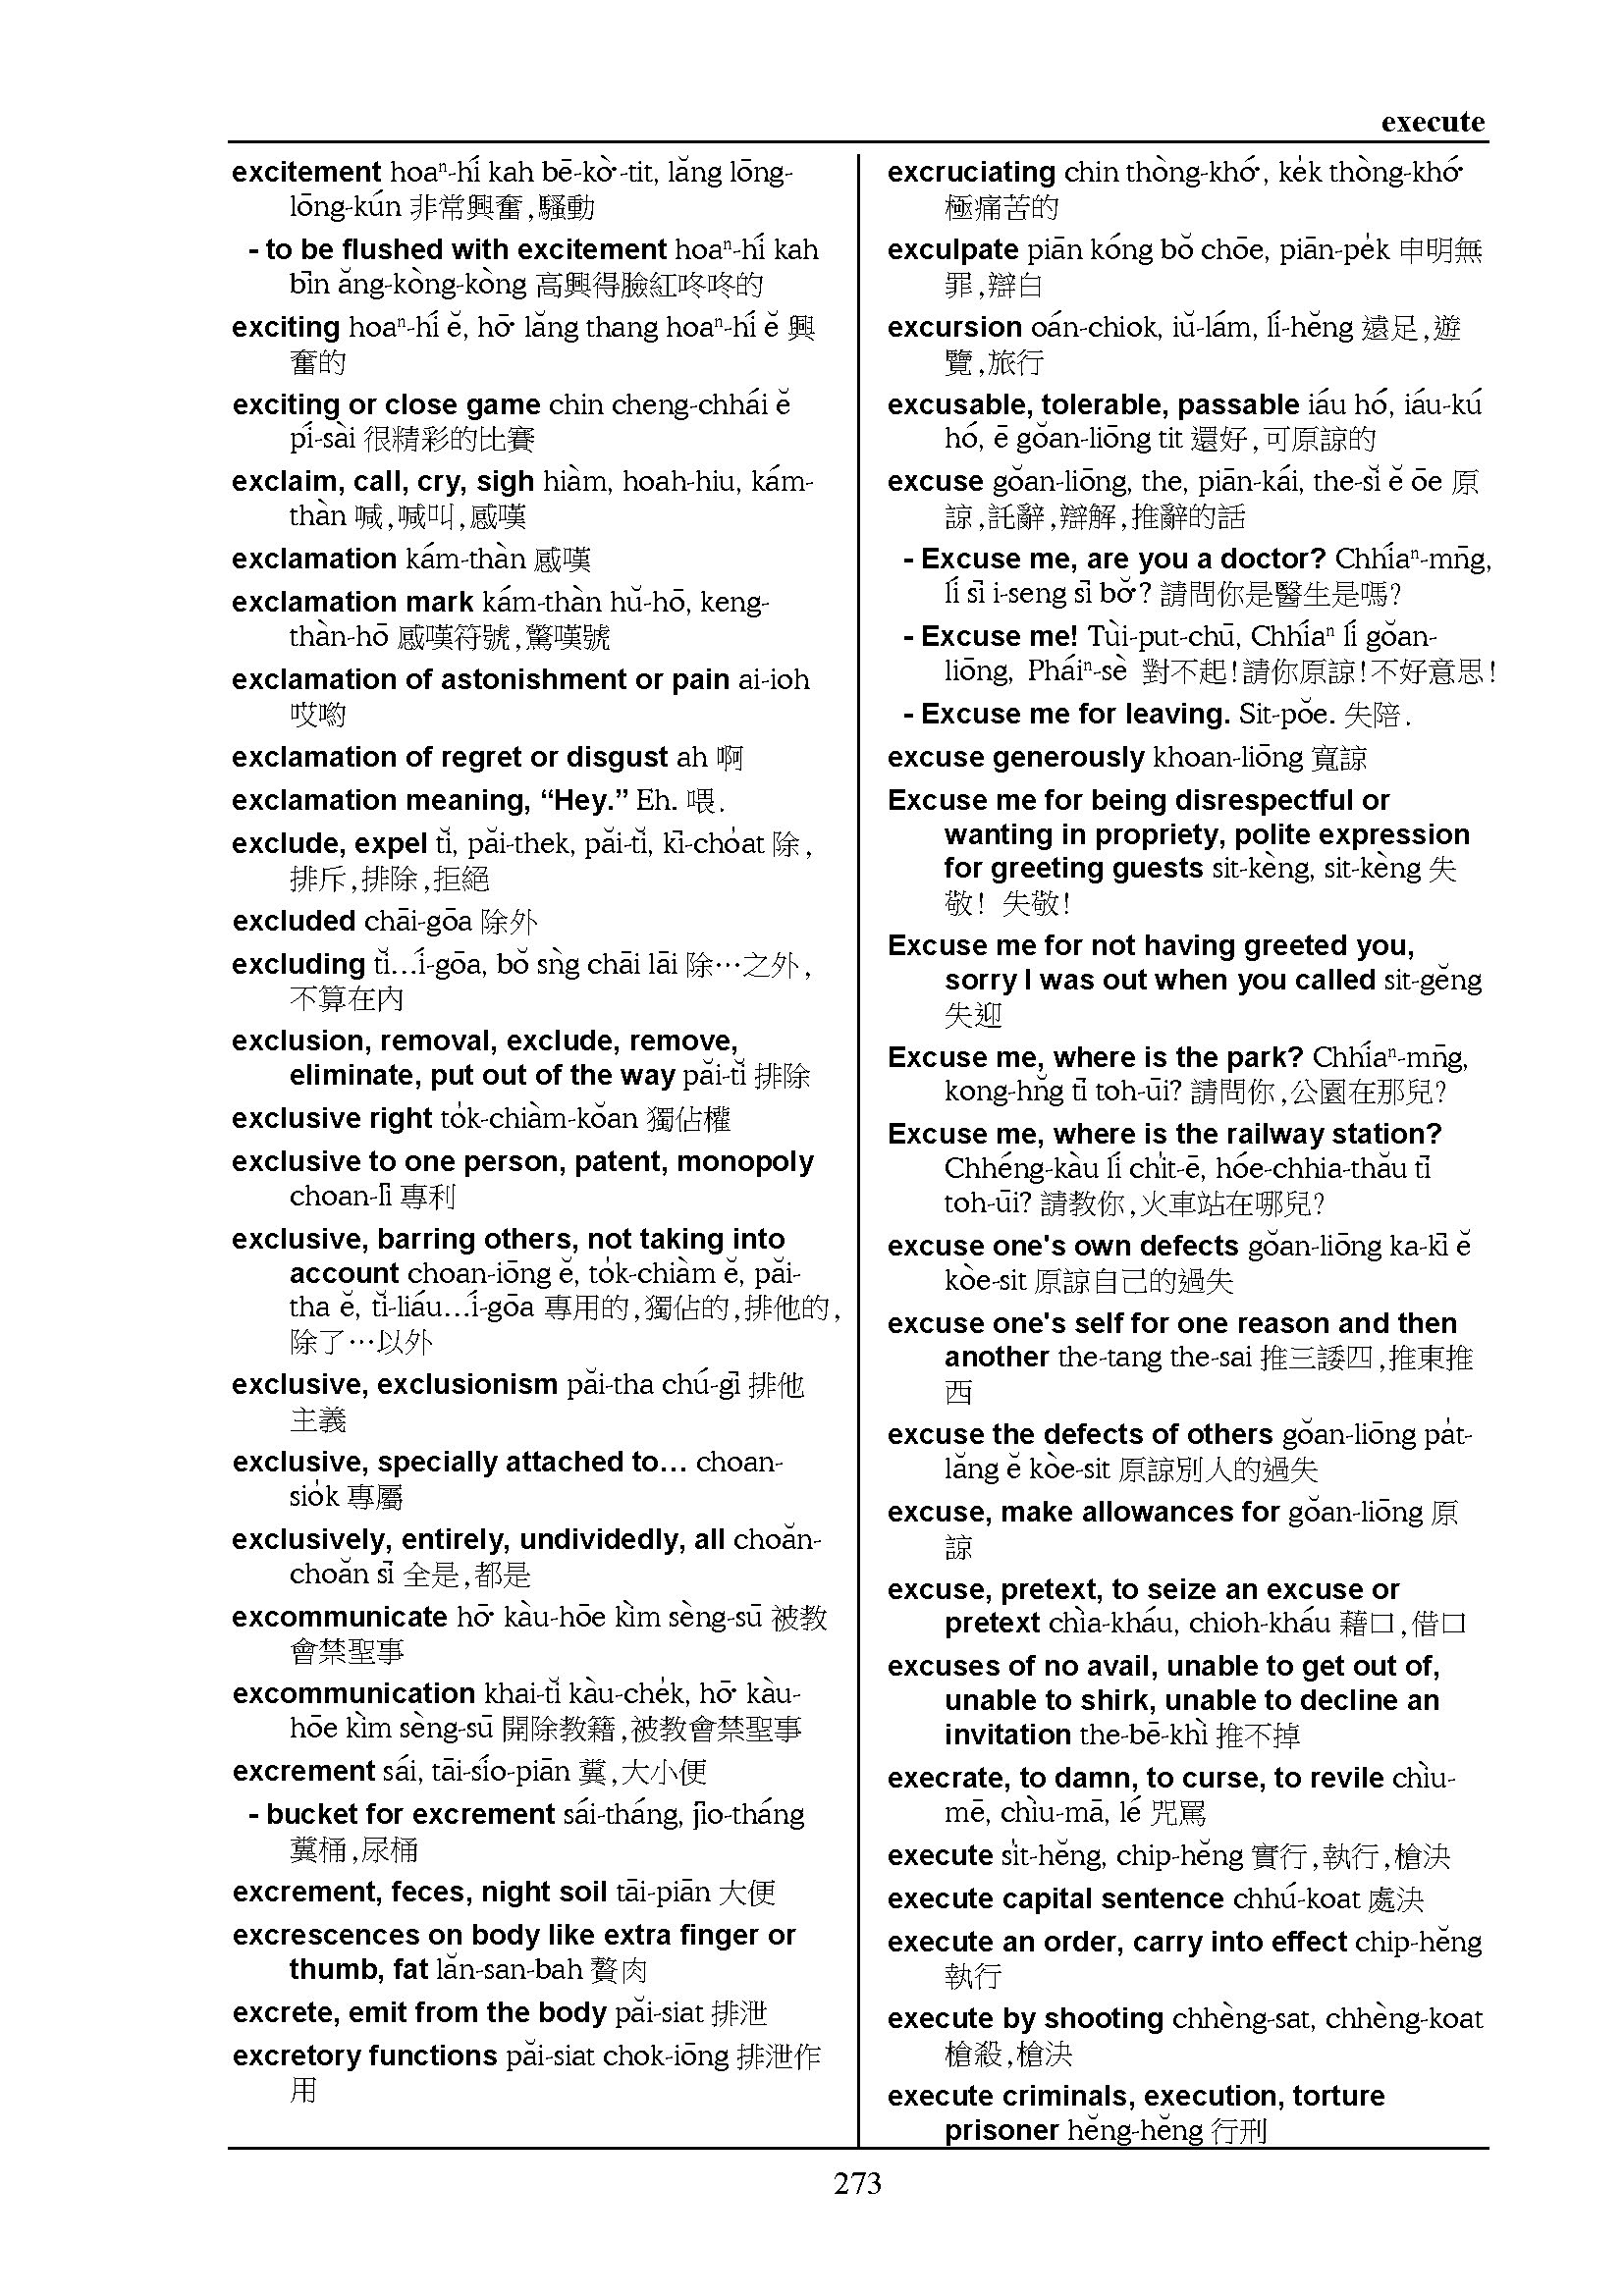 execute
excitement hoaⁿ-hí kah bē-kò͘-tit, lăng lōng-
lōng-kún 非常興奮,騷動
- to be flushed with excitement hoaⁿ-hí kah
bīn ăng-kòng-kòng 高興得臉紅咚咚的
exciting hoaⁿ-hí ĕ, hō͘ lăng thang hoaⁿ-hí ĕ 興
奮的
exciting or close game chin cheng-chhái ĕ
pí-sài 很精彩的比賽
exclaim, call, cry, sigh hiàm, hoah-hiu, kám-
thàn 喊,喊叫,感嘆
exclamation kám-thàn 感嘆
exclamation mark kám-thàn hŭ-hō, keng-
thàn-hō 感嘆符號,驚嘆號
exclamation of astonishment or pain ai-ioh
哎喲
exclamation of regret or disgust ah 啊
exclamation meaning, “Hey.” Eh. 喂.
exclude, expel tĭ, păi-thek, păi-tĭ, kī-cho̍at 除,
排斥,排除,拒絕
excluded chāi-gōa 除外
excluding tĭ…í-gōa, bŏ sǹg chāi lāi 除…之外,
不算在內
exclusion, removal, exclude, remove,
eliminate, put out of the way păi-tĭ 排除
exclusive right to̍k-chiàm-kŏan 獨佔權
exclusive to one person, patent, monopoly
choan-lī 專利
exclusive, barring others, not taking into
account choan-iōng ĕ, to̍k-chiàm ĕ, păi-
tha ĕ, tĭ-liáu…í-gōa 專用的,獨佔的,排他的,
除了…以外
exclusive, exclusionism păi-tha chú-gī 排他
主義
exclusive, specially attached to… choan-
sio̍k 專屬
exclusively, entirely, undividedly, all choăn-
choăn sī 全是,都是
excommunicate hō͘ kàu-hōe kìm sèng-sū 被教
會禁聖事
excommunication khai-tĭ kàu-che̍k, hō͘ kàu-
hōe kìm sèng-sū 開除教籍,被教會禁聖事
excrement sái, tāi-sío-piān 糞,大小便
- bucket for excrement sái-tháng, jīo-tháng
糞桶,尿桶
excrement, feces, night soil tāi-piān 大便
excrescences on body like extra finger or
thumb, fat lăn-san-bah 贅肉
excrete, emit from the body păi-siat 排泄
excretory functions păi-siat chok-iōng 排泄作
用
excruciating chin thòng-khó͘, ke̍k thòng-khó͘
極痛苦的
exculpate piān kóng bŏ chōe, piān-pe̍k 申明無
罪,辯白
excursion oán-chiok, iŭ-lám, lí-hĕng 遠足,遊
覽,旅行
excusable, tolerable, passable iáu hó, iáu-kú
hó, ē gŏan-liōng tit 還好,可原諒的
excuse gŏan-liōng, the, piān-kái, the-sĭ ĕ ōe 原
諒,託辭,辯解,推辭的話
- Excuse me, are you a doctor? Chhíaⁿ-mn̄g,
lí sī i-seng sī bŏ͘? 請問你是醫生是嗎?
- Excuse me! Tùi-put-chū, Chhíaⁿ lí gŏan-
liōng, Pháiⁿ-sè 對不起!請你原諒!不好意思!
- Excuse me for leaving. Sit-pŏe. 失陪.
excuse generously khoan-liōng 寬諒
Excuse me for being disrespectful or
wanting in propriety, polite expression
for greeting guests sit-kèng, sit-kèng 失
敬! 失敬!
Excuse me for not having greeted you,
sorry I was out when you called sit-gĕng
失迎
Excuse me, where is the park? Chhíaⁿ-mn̄g,
kong-hn̆g tī toh-ūi? 請問你,公園在那兒?
Excuse me, where is the railway station?
Chhéng-kàu lí chi̍t-ē, hóe-chhia-thău tī
toh-ūi? 請教你,火車站在哪兒?
excuse one's own defects gŏan-liōng ka-kī ĕ
kòe-sit 原諒自己的過失
excuse one's self for one reason and then
another the-tang the-sai 推三諉四,推東推
西
excuse the defects of others gŏan-liōng pa̍t-
lăng ĕ kòe-sit 原諒別人的過失
excuse, make allowances for gŏan-liōng 原
諒
excuse, pretext, to seize an excuse or
pretext chìa-kháu, chioh-kháu 藉口,借口
excuses of no avail, unable to get out of,
unable to shirk, unable to decline an
invitation the-bē-khì 推不掉
execrate, to damn, to curse, to revile chìu-
mē, chìu-mā, lé 咒罵
execute si̍t-hĕng, chip-hĕng 實行,執行,槍決
execute capital sentence chhú-koat 處決
execute an order, carry into effect chip-hĕng
執行
execute by shooting chhèng-sat, chhèng-koat
槍殺,槍決
execute criminals, execution, torture
prisoner hĕng-hĕng 行刑
273